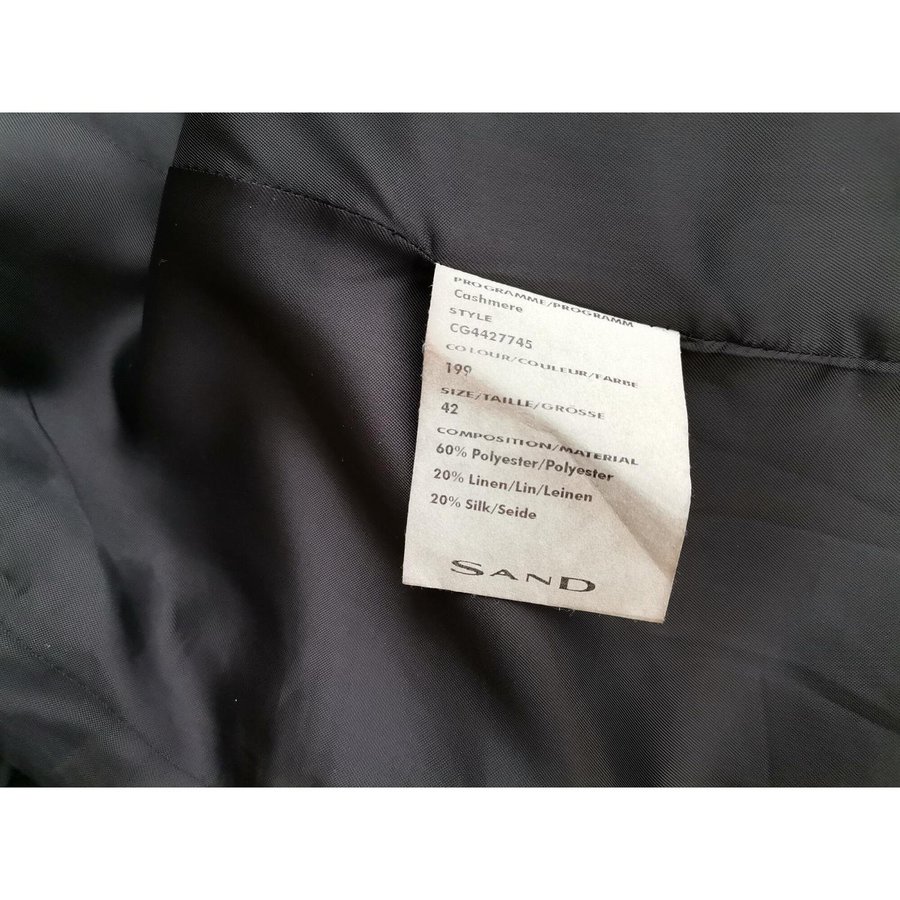 PROGRAMME/PROGRAMM
Cashmere
STYLE
CG4427745
COLOUR/COULEUR/FARBE
199
SIZE/TAILLE/GRÖSSE
42
COMPOSITION/MATERIAL
60% Polyester/Polyester
20% Linen/Lin/Leinen
20% Silk/Seide
SAND